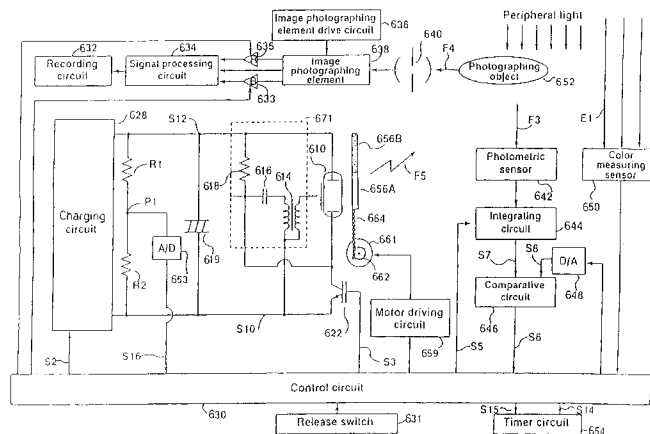 Image photographing
element drive circuit
636
Peripheral light
632
Recording
circuit
634
Signal processing
circuit
635
633
638
Image
photographing
element
640
F4
Photographing
object
652
628
S12
671
610
656B
F3
E1
R1
618
616
614
656A
F5
Photometric
sensor
642
Color
measuring
sensor
650
Charging
circuit
P1
A/D
653
619
664
661
662
Integrating
circuit
644
S7
S8
D/A
648
R2
S10
622
Motor driving
circuit
659
Comparative
circuit
646
S2
S16
S3
S5
S6
Control circuit
630
Release switch
631
S15
S14
Timer circuit
654